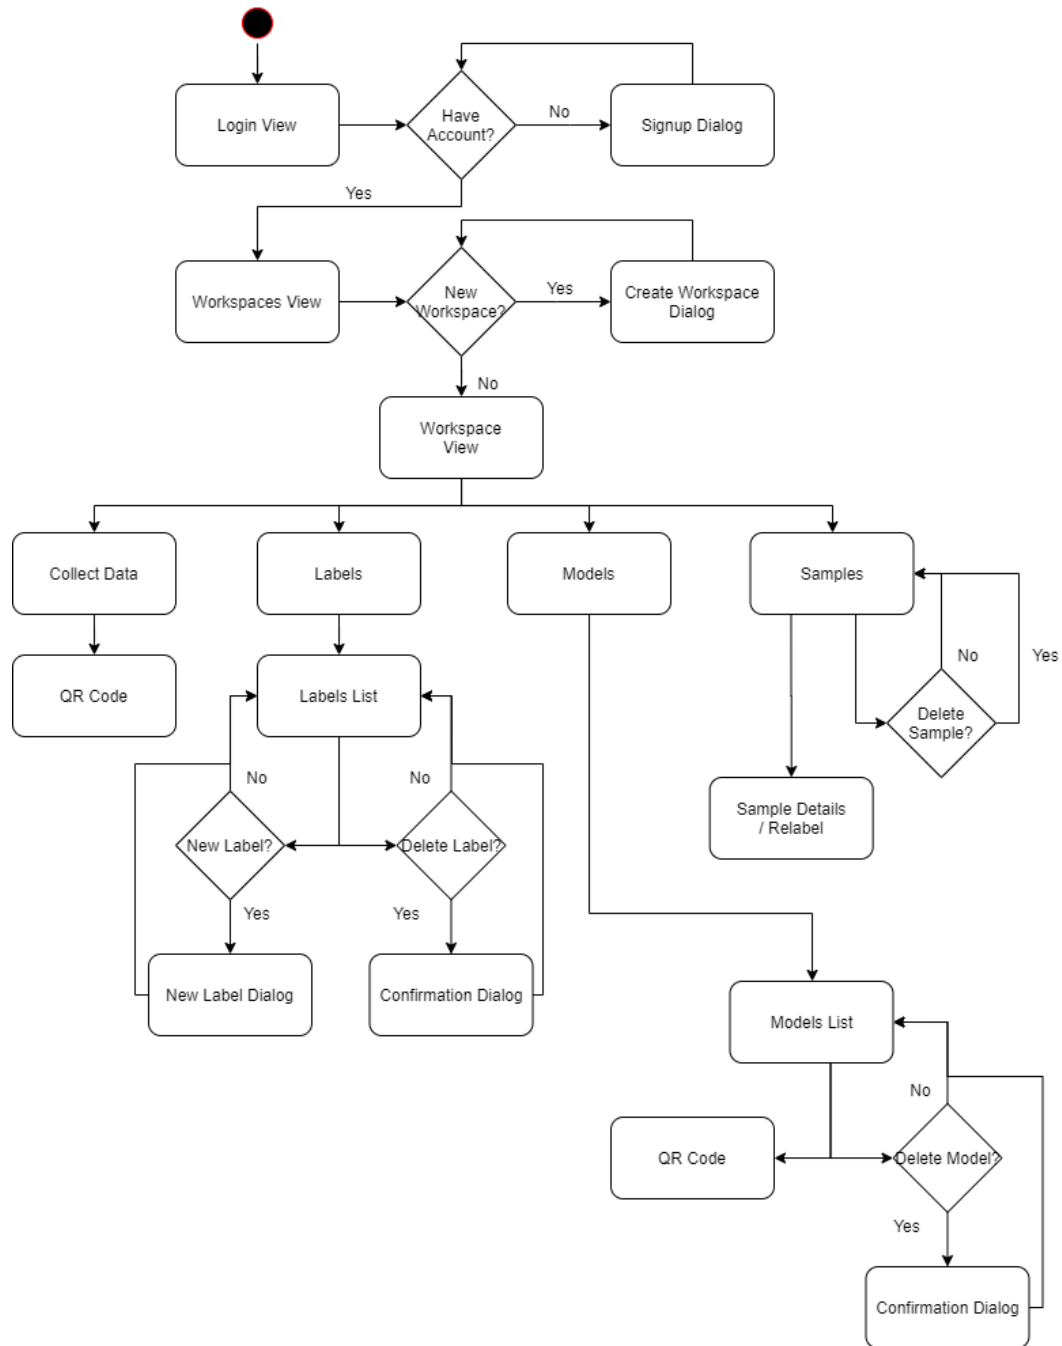 Login View
Have
Account?
No
Signup Dialog
Yes
Workspaces View
New
Workspace?
Yes
Create Workspace
Dialog
No
Workspace
View
Collect Data
Labels
Models
Samples
QR Code
Labels List
No
Yes
Delete
Sample?
No
No
Sample Details
/ Relabel
New Label?
Delete Label?
Yes
Yes
New Label Dialog
Confirmation Dialog
Models List
No
QR Code
Delete Model?
Yes
Confirmation Dialog